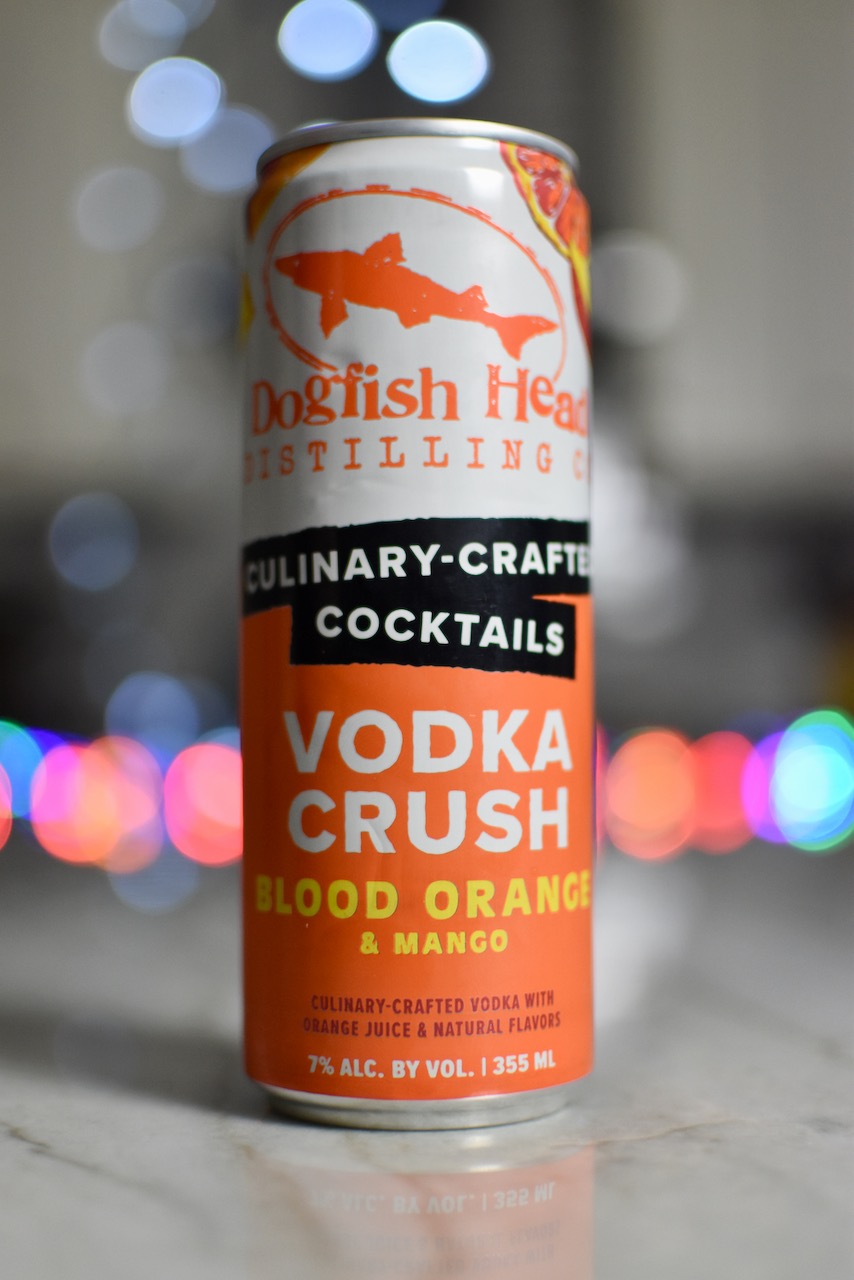 Dogfish Head
DISTILLING C
CULINARY-CRAFTE
COCKTAILS
VODKA
CRUSH
BLOOD ORANGE
& MANGO
CULINARY-CRAFTED VODKA WITH
ORANGE JUICE & NATURAL FLAVORS
7% ALC. BY VOL. | 355 ML